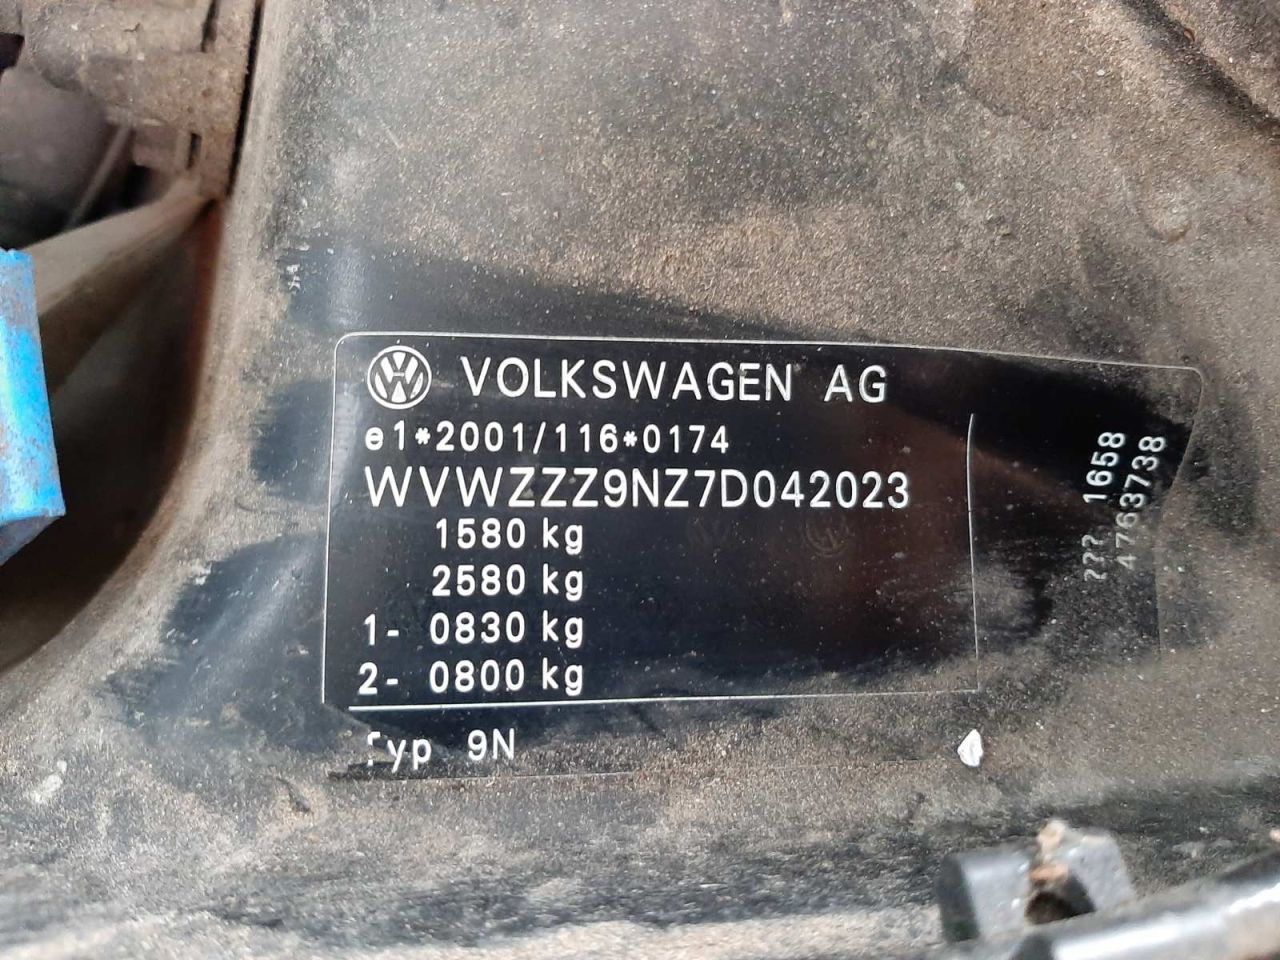 VOLKSWAGEN AG
e1*2001/116*0174
WVWZZZ9NZ7D042023
1580 kg
2580 kg
1- 0830 kg
2- 0800 kg
Typ 9N
??? 1658
4763738